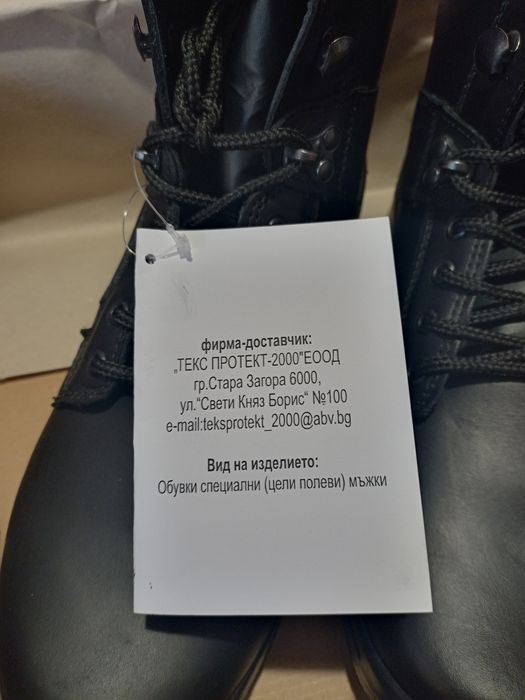 фирма-доставчик:
„ТЕКС ПРОТЕКТ-2000"ЕООД
гр.Стара Загора 6000,
ул.“Свети Княз Борис“ №100
e-mail:teksprotekt_2000@abv.bg
Вид на изделието:
Обувки специални (цели полеви) мъжки